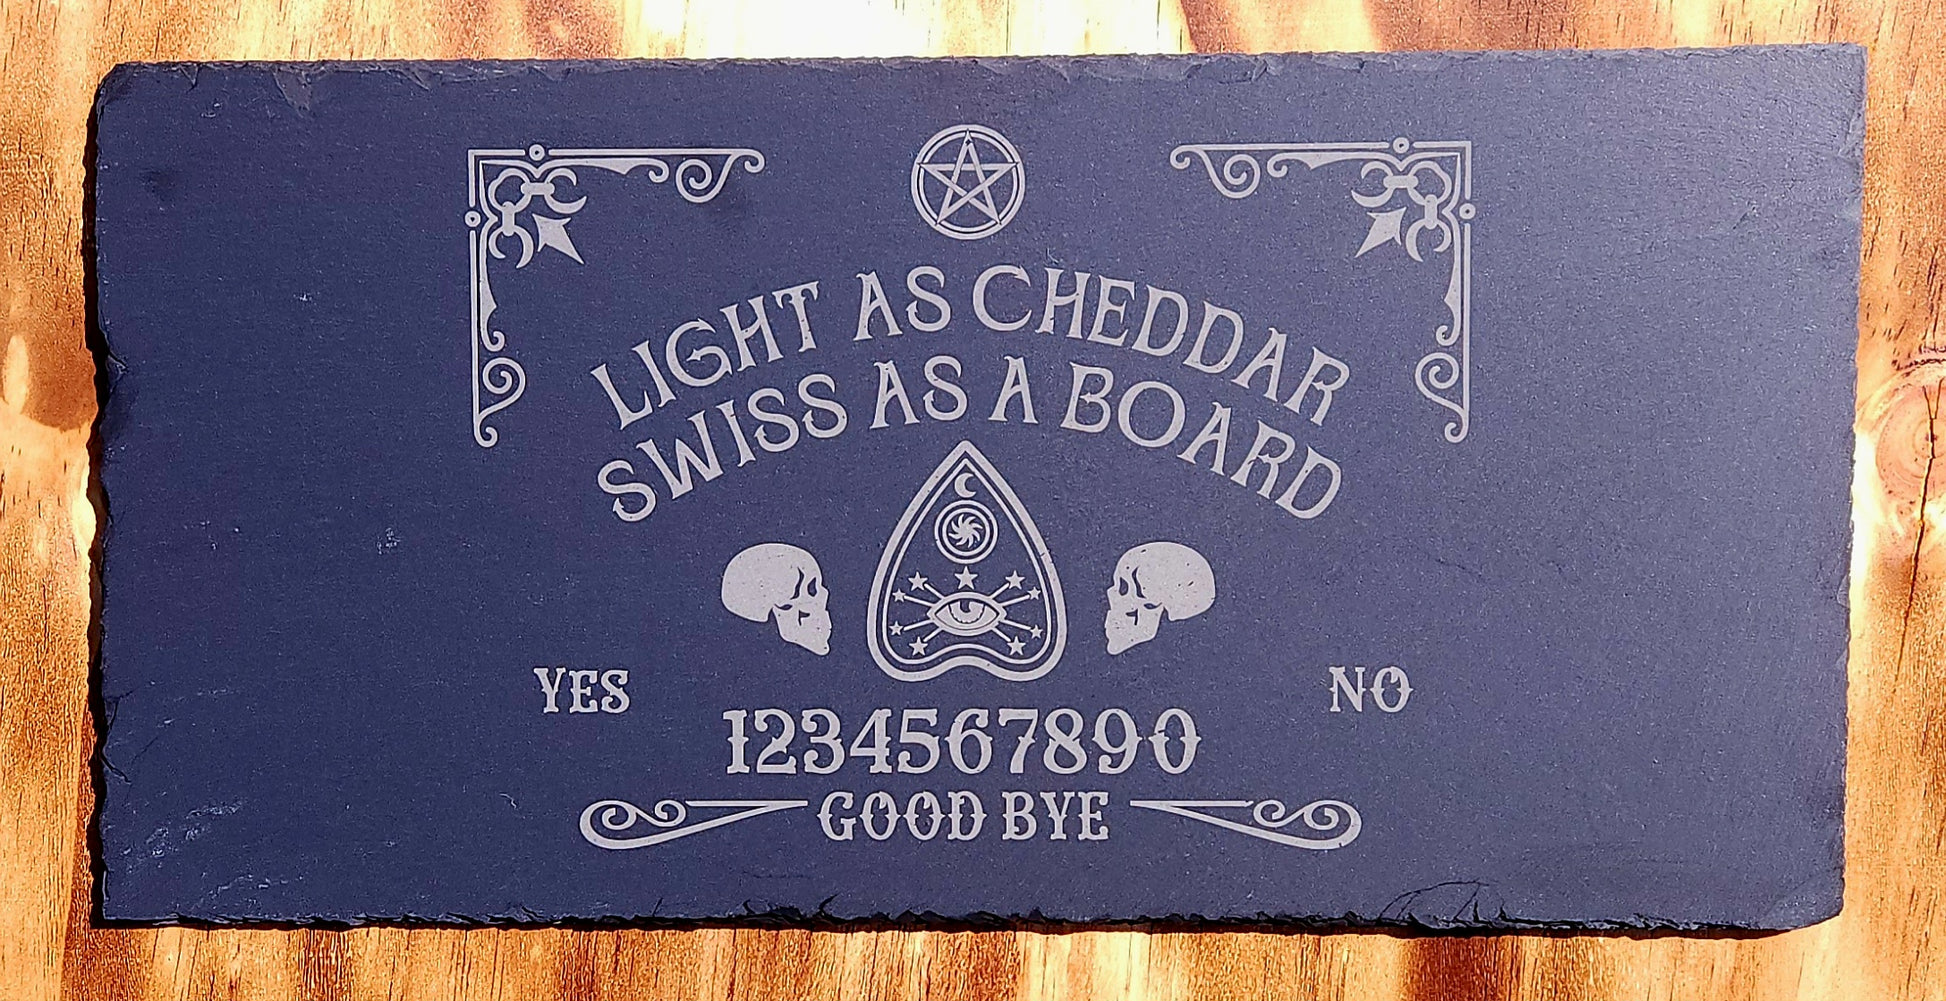 LIGHT AS CHEDDAR
SWISS AS A BOARD
YES NO
1234567890
GOOD BYE